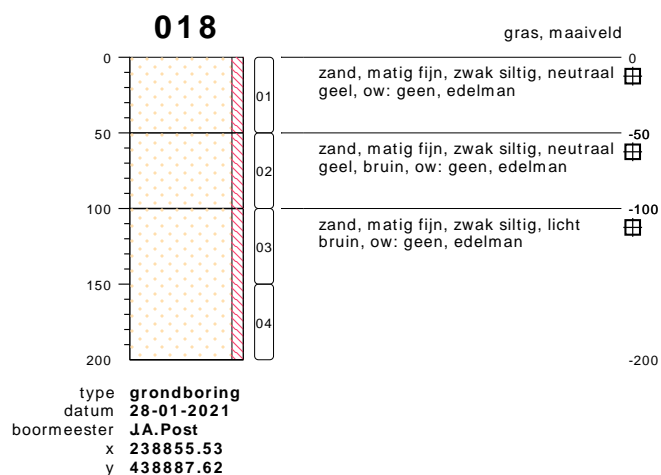 018
gras, maaiveld
0
0
zand, matig fijn, zwak siltig, neutraal
geel, ow: geen, edelman
01
50
-50
zand, matig fijn, zwak siltig, neutraal
geel, bruin, ow: geen, edelman
02
100
-100
zand, matig fijn, zwak siltig, licht
bruin, ow: geen, edelman
03
150
04
200
-200
type grondboring
datum 28-01-2021
boormeester J.A.Post
x 238855.53
y 438887.62